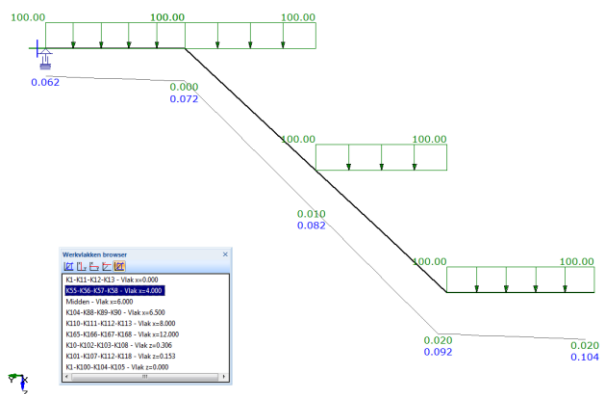 100.00 100.00 100.00
0.062
0.000
0.072
100.00 100.00
0.010
0.082
100.00 100.00
0.020
0.092
0.020
0.104
Werkvlakken browser
K1-K11-K12-K13 - Vlak x=0.000
K55-K56-K57-K58 - Vlak x=4.000
Midden - Vlak x=6.000
K104-K88-K89-K90 - Vlak x=6.500
K110-K111-K112-K113 - Vlak x=8.000
K165-K166-K167-K168 - Vlak x=12.000
K10-K102-K103-K108 - Vlak z=0.306
K101-K107-K112-K118 - Vlak z=0.153
K1-K100-K104-K105 - Vlak z=0.000
Y X
Z